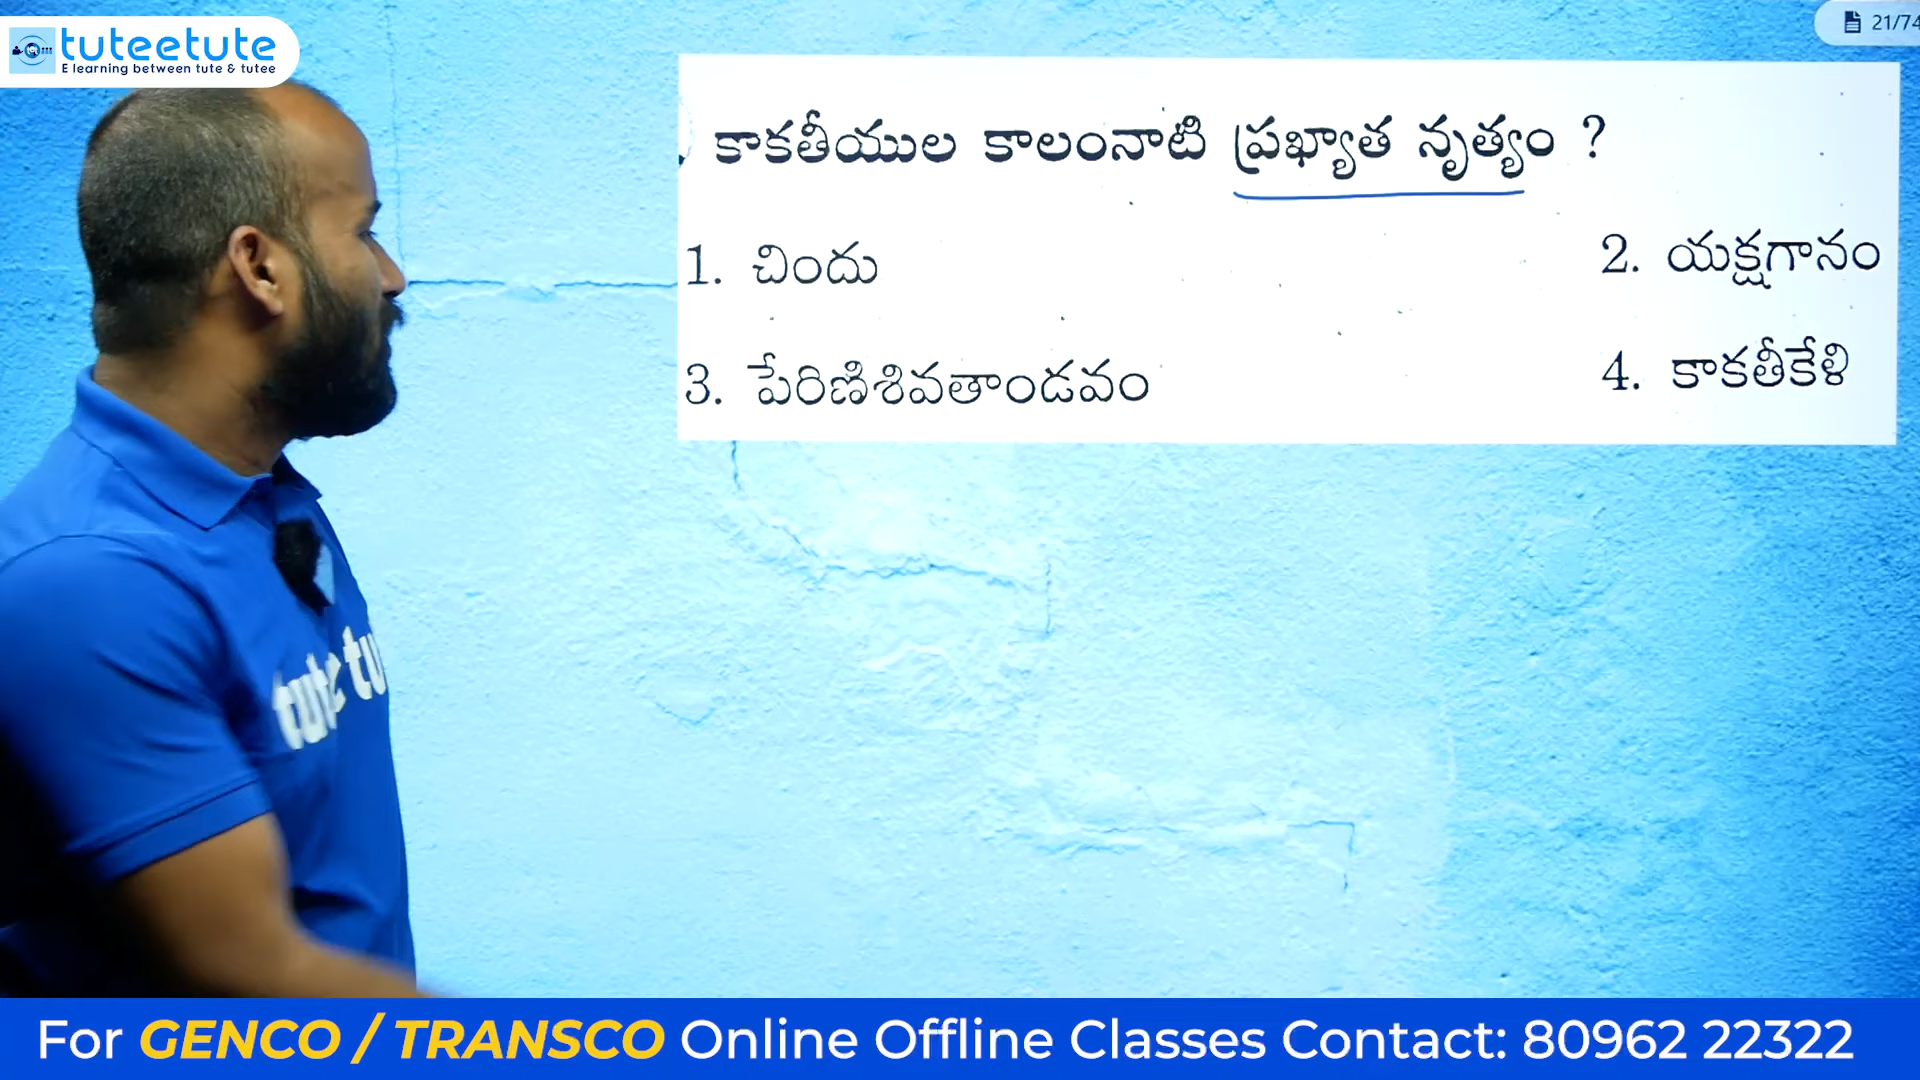 tuteetute
E learning between tute & tutee
21/74
కాకతీయుల కాలంనాటి ప్రఖ్యాత నృత్యం ?
1. చిందు
2. యక్షగానం
3. పేరిణిశివతాండవం
4. కాకతీకేళి
For GENCO / TRANSCO Online Offline Classes Contact: 80962 22322